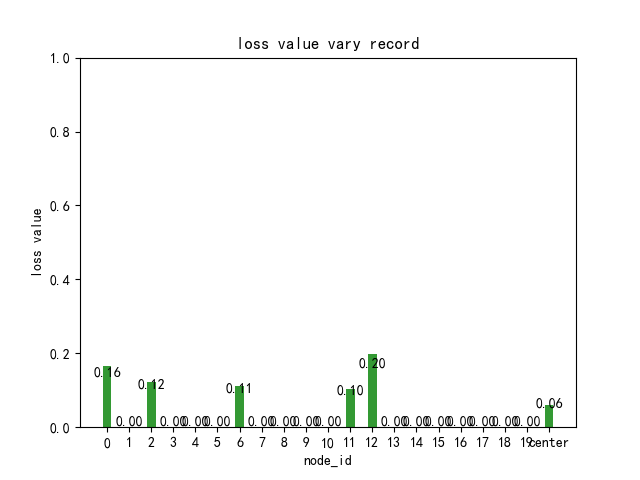 loss value vary record
1.0
0.8
0.6
0.4
0.2
0.0
loss value
0.16 0.00 0.12 0.00 0.00 0.00 0.11 0.00 0.00 0.00 0.00 0.10 0.20 0.00 0.00 0.00 0.00 0.00 0.00 0.00 0.06
0 1 2 3 4 5 6 7 8 9 10 11 12 13 14 15 16 17 18 19 center
node_id